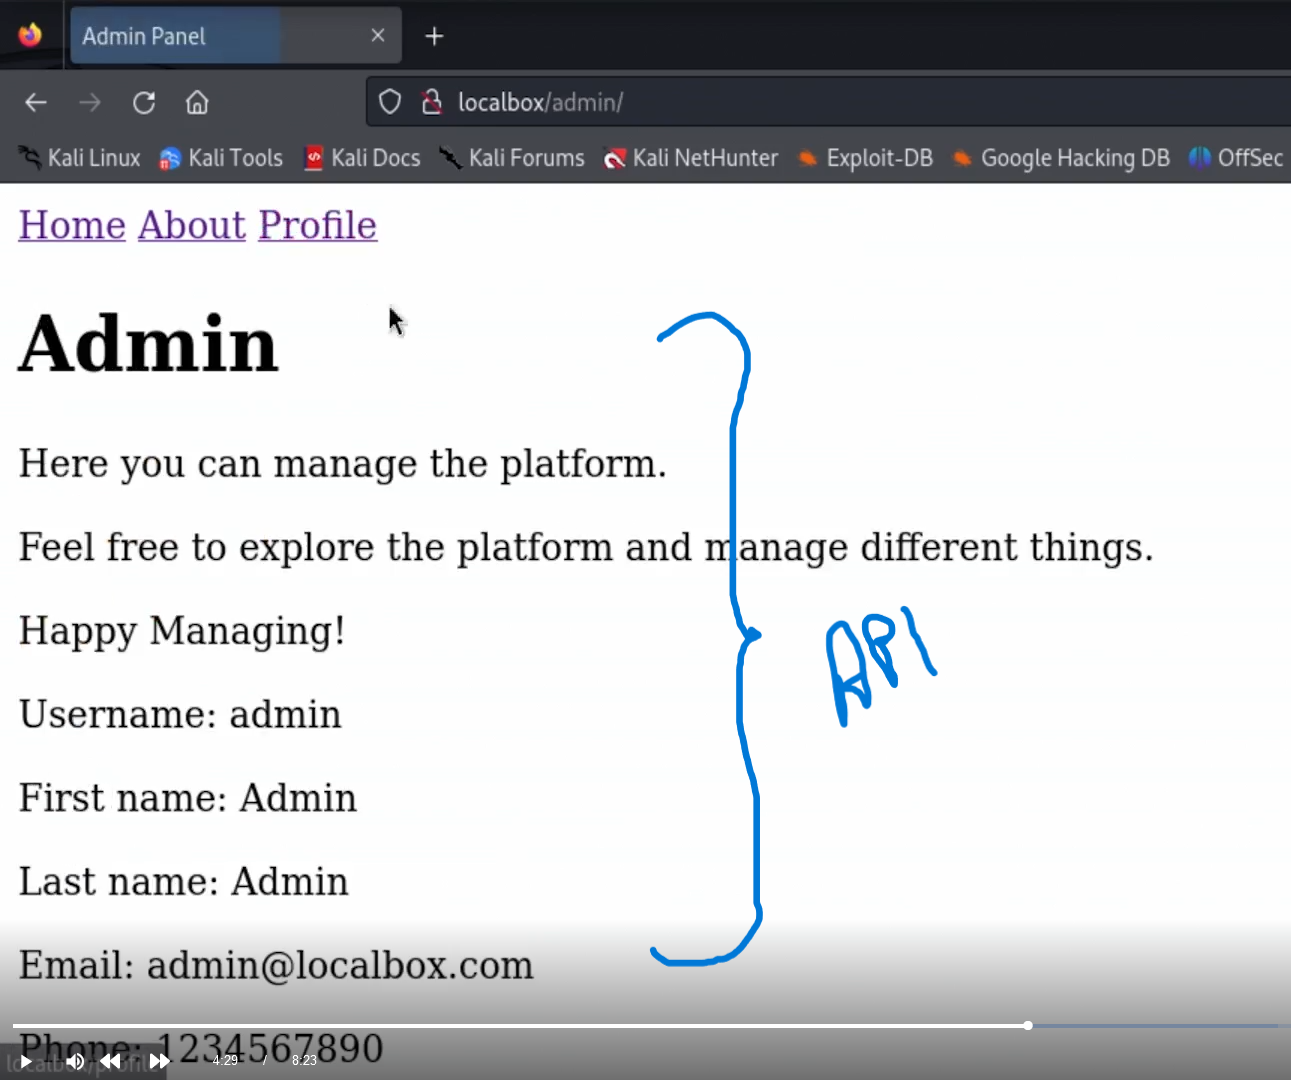 Admin Panel
localbox/admin/
Kali Linux Kali Tools Kali Docs Kali Forums Kali NetHunter Exploit-DB Google Hacking DB OffSec
Home About Profile
Admin
Here you can manage the platform.
Feel free to explore the platform and manage different things.
Happy Managing!
API
Username: admin
First name: Admin
Last name: Admin
Email: admin@localbox.com
Phone: 1234567890
localbox/profile
4:29 / 8:23